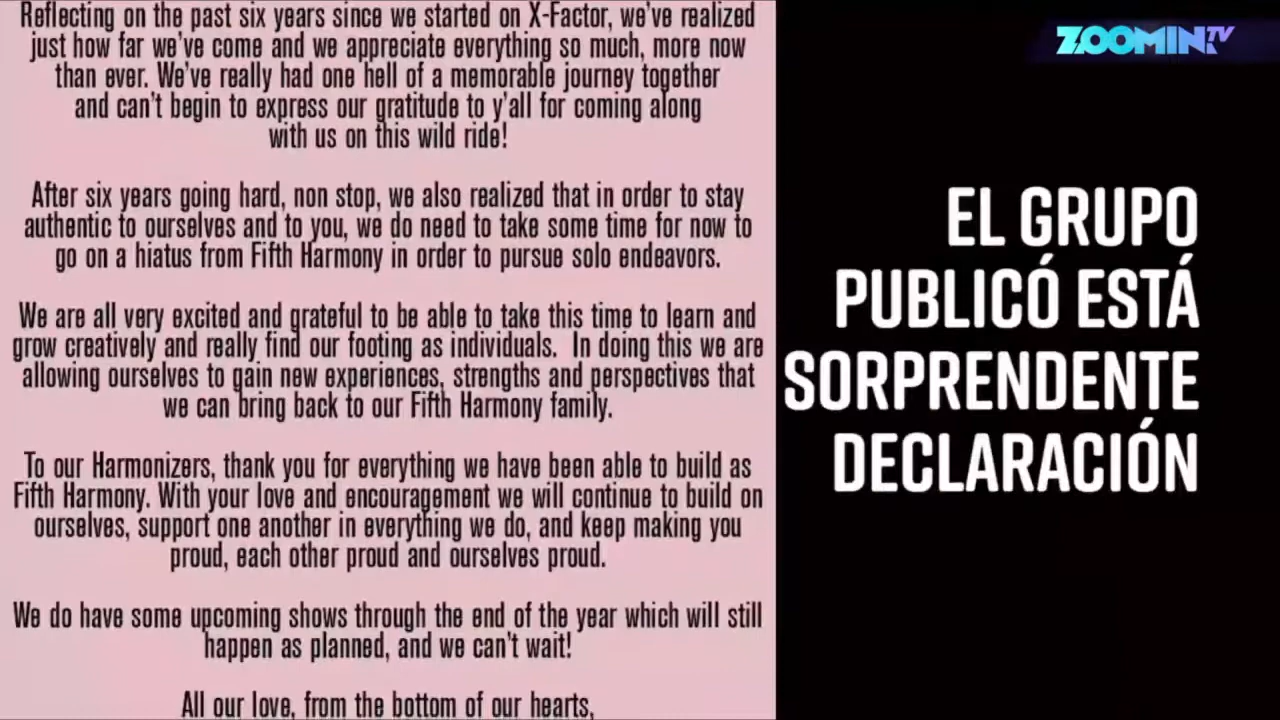 Reflecting on the past six years since we started on X-Factor, we've realized
just how far we've come and we appreciate everything so much, more now
than ever. We've really had one hell of a memorable journey together
and can't begin to express our gratitude to y'all for coming along
with us on this wild ride!
After six years going hard, non stop, we also realized that in order to stay
authentic to ourselves and to you, we do need to take some time for now to
go on a hiatus from Fifth Harmony in order to pursue solo endeavors.
We are all very excited and grateful to be able to take this time to learn and
grow creatively and really find our footing as individuals. In doing this we are
allowing ourselves to gain new experiences, strengths and perspectives that
we can bring back to our Fifth Harmony family.
To our Harmonizers, thank you for everything we have been able to build as
Fifth Harmony. With your love and encouragement we will continue to build on
ourselves, support one another in everything we do, and keep making you
proud, each other proud and ourselves proud.
We do have some upcoming shows through the end of the year which will still
happen as planned, and we can't wait!
All our love, from the bottom of our hearts,
ZOOMIN.TV
EL GRUPO
PUBLICÓ ESTÁ
SORPRENDENTE
DECLARACIÓN